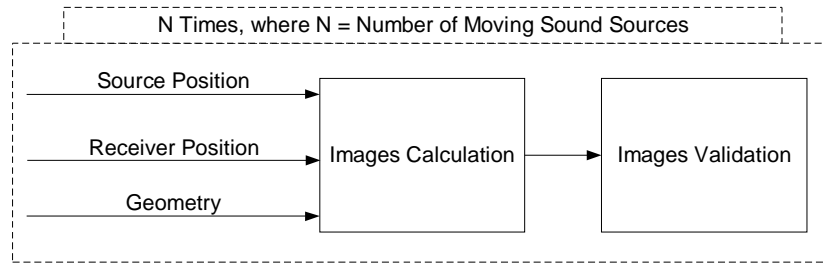 N Times, where N = Number of Moving Sound Sources
Source Position
Receiver Position
Geometry
Images Calculation
Images Validation